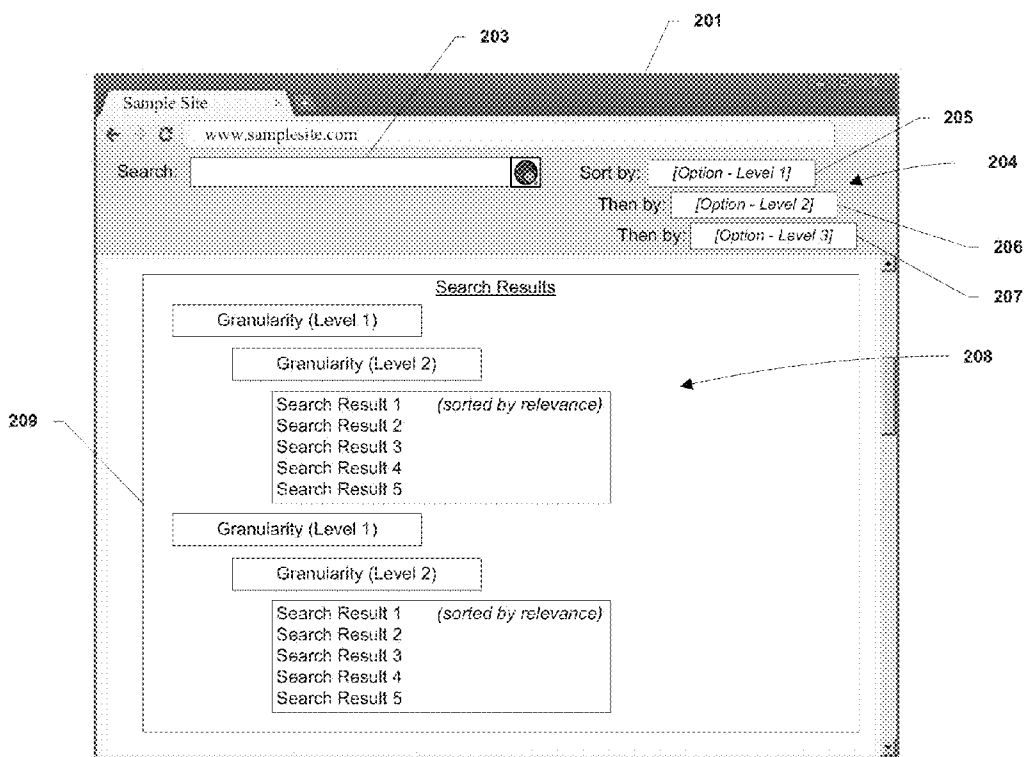 203
201
Sample Site
www.samplesite.com
205
Search:
Sort by: [Option - Level 1]
204
Then by: [Option - Level 2]
Then by: [Option - Level 3]
206
207
Search Results
Granularity (Level 1)
Granularity (Level 2)
208
Search Result 1 (sorted by relevance)
209
Search Result 2
Search Result 3
Search Result 4
Search Result 5
Granularity (Level 1)
Granularity (Level 2)
Search Result 1 (sorted by relevance)
Search Result 2
Search Result 3
Search Result 4
Search Result 5